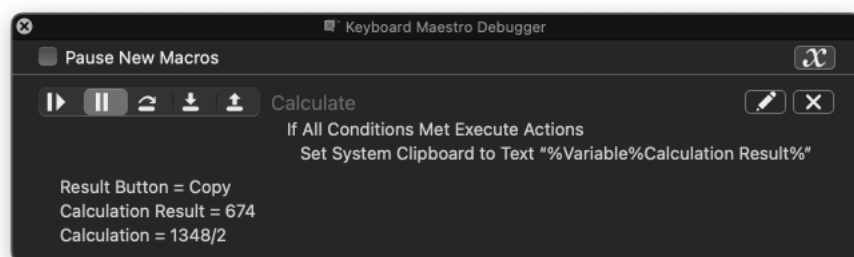 Keyboard Maestro Debugger
Pause New Macros
x
Calculate
If All Conditions Met Execute Actions
Set System Clipboard to Text “%Variable%Calculation Result%”
Result Button = Copy
Calculation Result = 674
Calculation = 1348/2